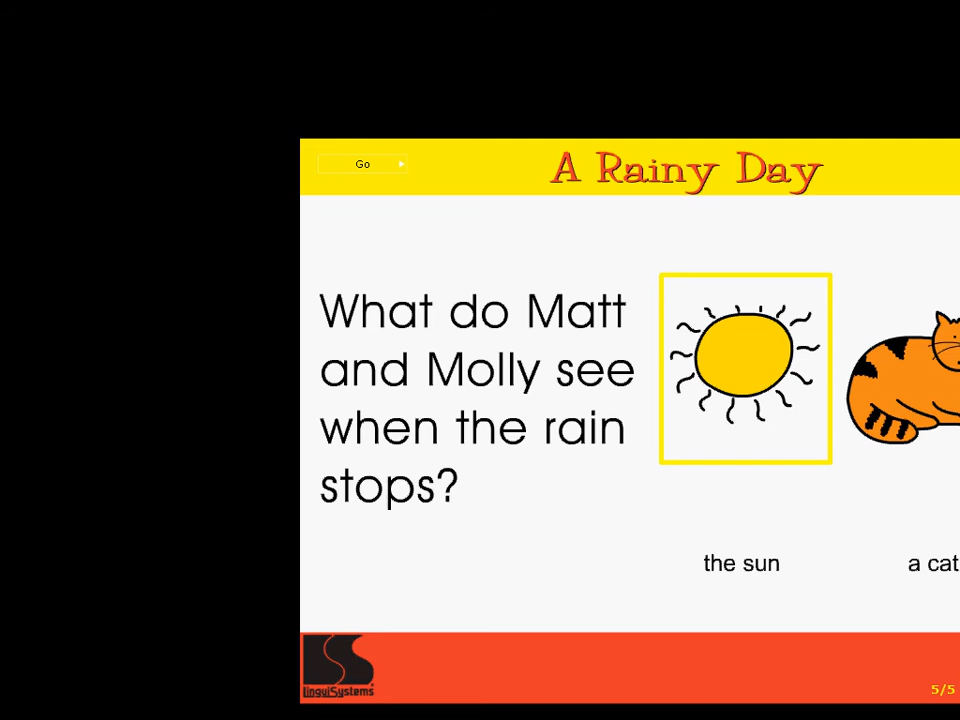 Go
A Rainy Day
What do Matt
and Molly see
when the rain
stops?
the sun
a cat
LinguiSystems
5/5